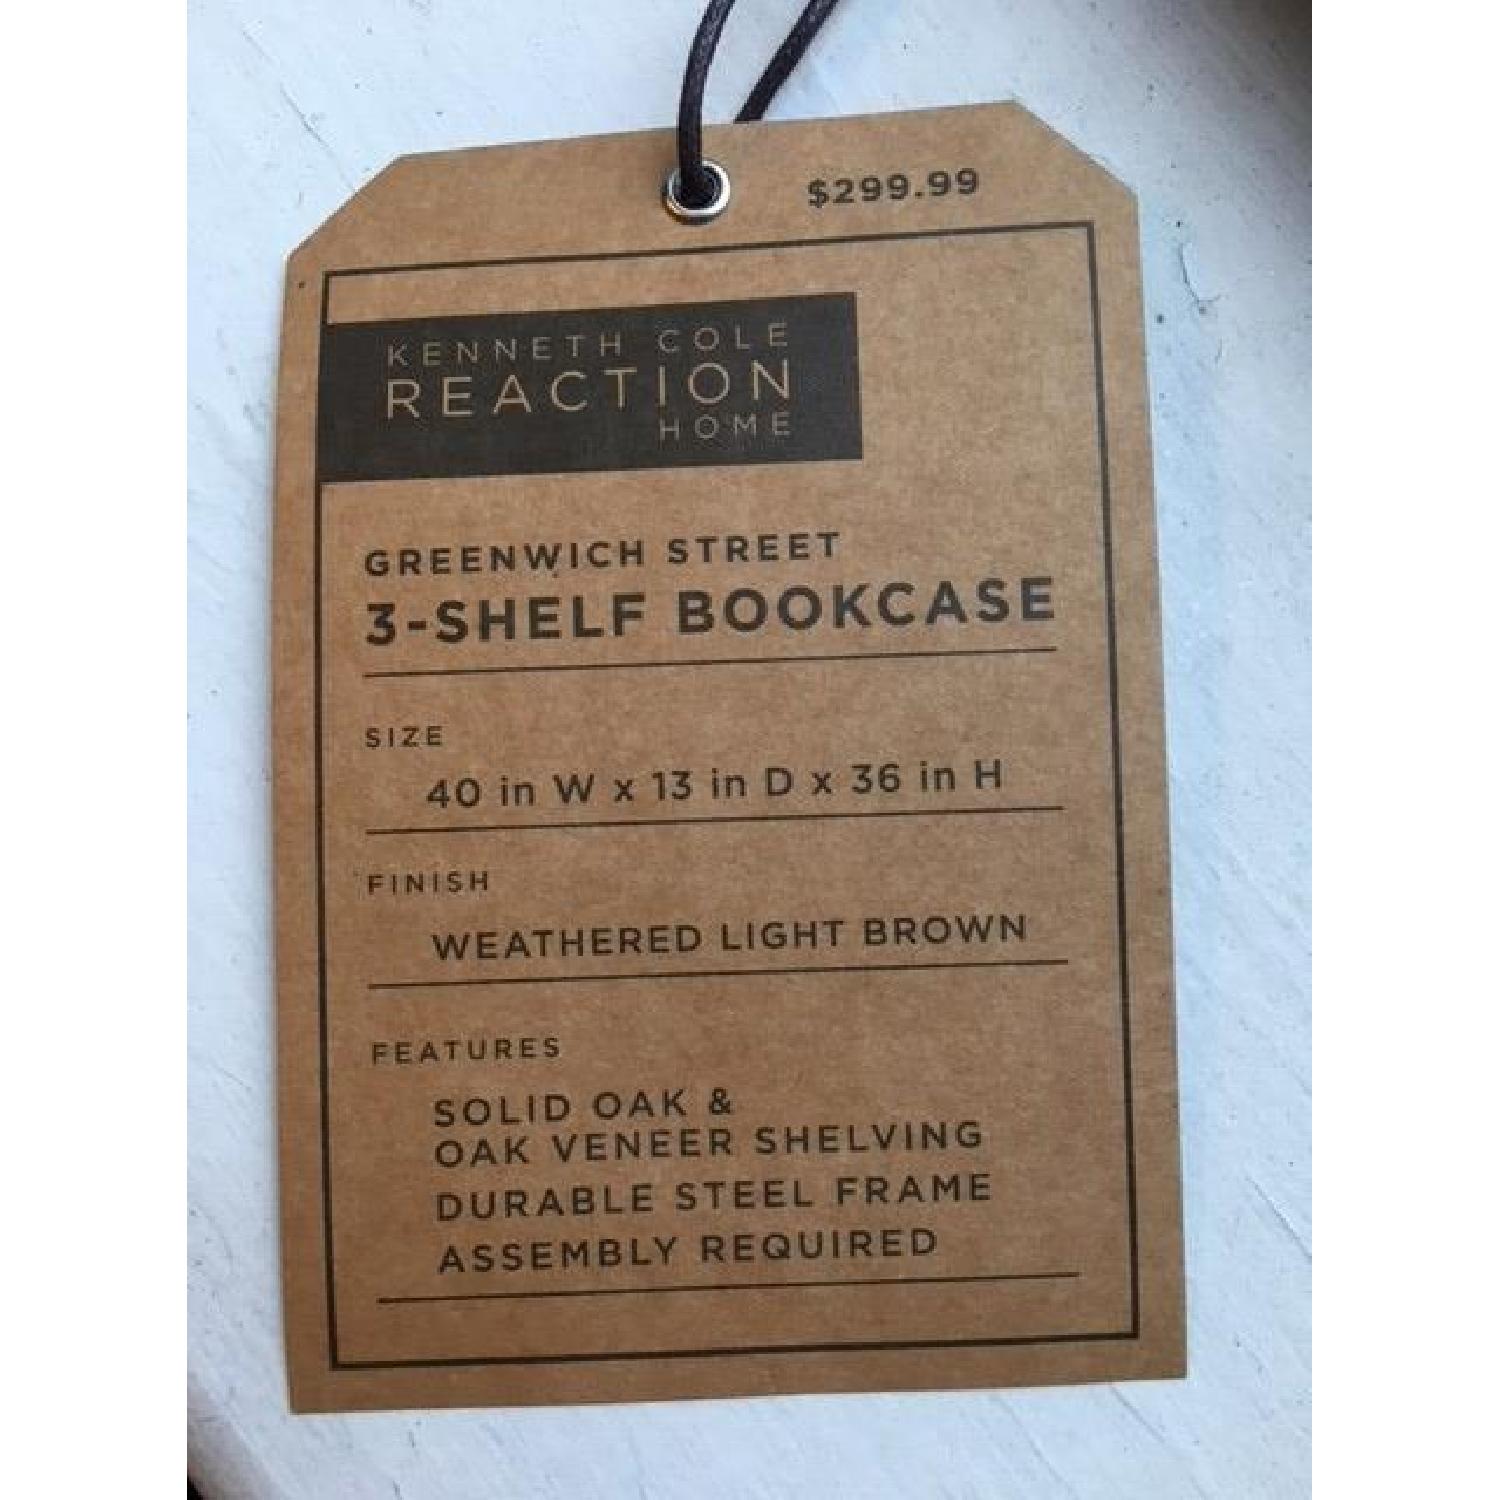 $299.99
KENNETH COLE
REACTION
HOME
GREENWICH STREET
3-SHELF BOOKCASE
SIZE
40 in W x 13 in D x 36 in H
FINISH
WEATHERED LIGHT BROWN
FEATURES
SOLID OAK &
OAK VENEER SHELVING
DURABLE STEEL FRAME
ASSEMBLY REQUIRED